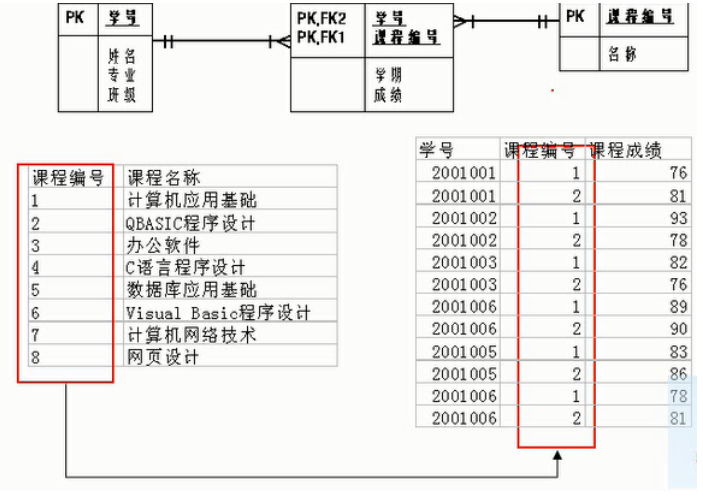 PK 学号
姓名
专业
班级
PK,FK2 学号
PK,FK1 课程编号
学期
成绩
PK 课程编号
名称
课程编号 课程名称
1 计算机应用基础
2 QBASIC程序设计
3 办公软件
4 C语言程序设计
5 数据库应用基础
6 Visual Basic程序设计
7 计算机网络技术
8 网页设计
学号 课程编号 课程成绩
2001001 1 76
2001001 2 81
2001002 1 93
2001002 2 78
2001003 1 82
2001003 2 76
2001006 1 89
2001006 2 90
2001005 1 83
2001005 2 86
2001006 1 78
2001006 2 81